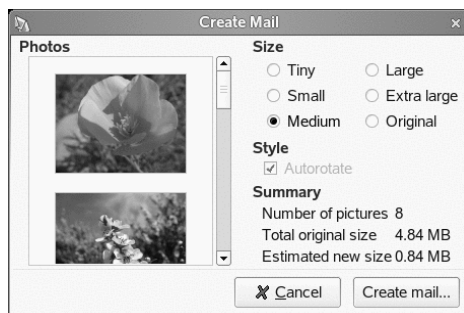 Create Mail
Photos
Size
Tiny
Large
Small
Extra large
Medium
Original
Style
Autorotate
Summary
Number of pictures 8
Total original size 4.84 MB
Estimated new size 0.84 MB
Cancel
Create mail...